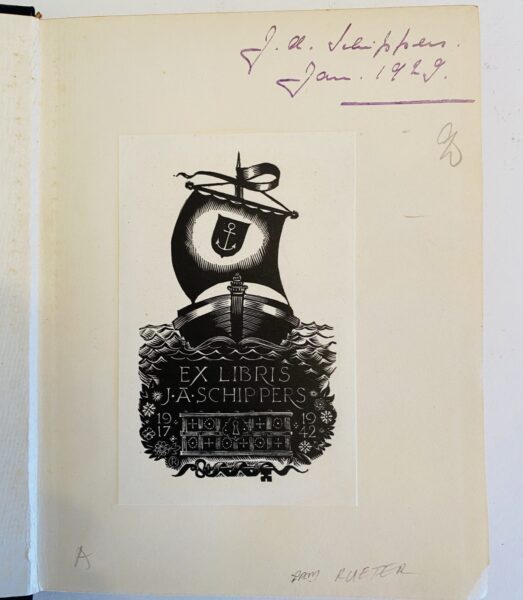 J. A. Schippers.
Jan. 1929.
EX LIBRIS
J·A·SCHIPPERS
19 19
17 42
A
pam RUETER